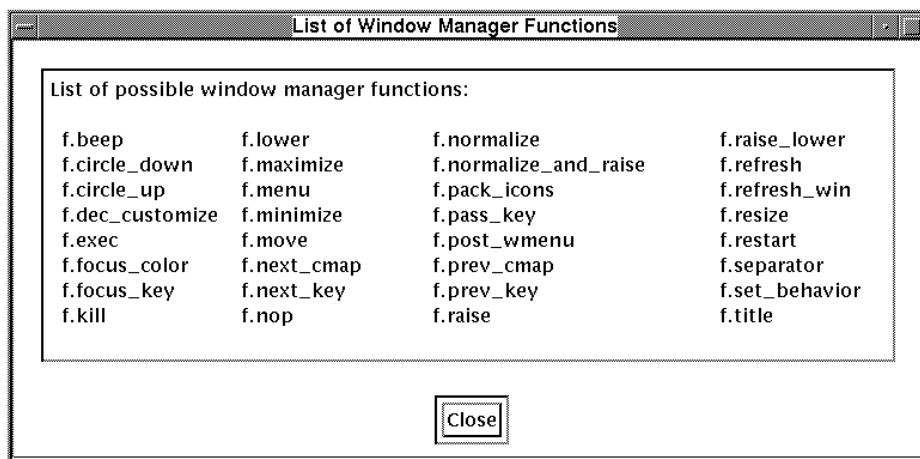 List of Window Manager Functions
List of possible window manager functions:
f.beep f.lower f.normalize f.raise_lower
f.circle_down f.maximize f.normalize_and_raise f.refresh
f.circle_up f.menu f.pack_icons f.refresh_win
f.dec_customize f.minimize f.pass_key f.resize
f.exec f.move f.post_wmenu f.restart
f.focus_color f.next_cmap f.prev_cmap f.separator
f.focus_key f.next_key f.prev_key f.set_behavior
f.kill f.nop f.raise f.title
Close